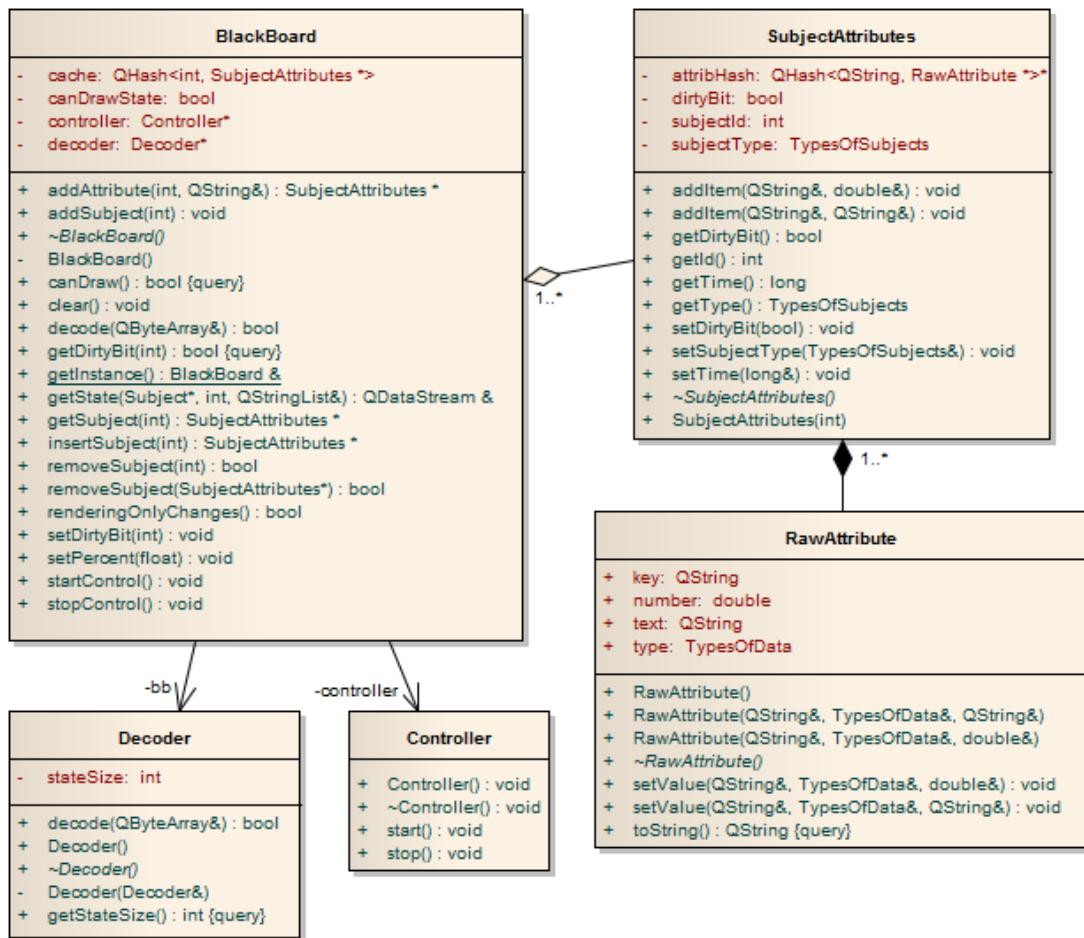 BlackBoard
- cache: QHash<int, SubjectAttributes *>
- canDrawState: bool
- controller: Controller*
- decoder: Decoder*
+ addAttribute(int, QString&) : SubjectAttributes *
+ addSubject(int) : void
+ ~BlackBoard()
- BlackBoard()
+ canDraw() : bool {query}
+ clear() : void
+ decode(QByteArray&) : bool
+ getDirtyBit(int) : bool {query}
+ getInstance() : BlackBoard &
+ getState(Subject*, int, QStringList&) : QDataStream &
+ getSubject(int) : SubjectAttributes *
+ insertSubject(int) : SubjectAttributes *
+ removeSubject(int) : bool
+ removeSubject(SubjectAttributes*) : bool
+ renderingOnlyChanges() : bool
+ setDirtyBit(int) : void
+ setPercent(float) : void
+ startControl() : void
+ stopControl() : void
SubjectAttributes
- attribHash: QHash<QString, RawAttribute *>*
- dirtyBit: bool
- subjectId: int
- subjectType: TypesOfSubjects
+ addItem(QString&, double&) : void
+ addItem(QString&, QString&) : void
+ getDirtyBit() : bool
+ getId() : int
+ getTime() : long
+ getType() : TypesOfSubjects
+ setDirtyBit(bool) : void
+ setSubjectType(TypesOfSubjects&) : void
+ setTime(long&) : void
+ ~SubjectAttributes()
+ SubjectAttributes(int)
1..*
1..*
RawAttribute
+ key: QString
+ number: double
+ text: QString
+ type: TypesOfData
+ RawAttribute()
+ RawAttribute(QString&, TypesOfData&, QString&)
+ RawAttribute(QString&, TypesOfData&, double&)
+ ~RawAttribute()
+ setValue(QString&, TypesOfData&, double&) : void
+ setValue(QString&, TypesOfData&, QString&) : void
+ toString() : QString {query}
-bb
-controller
Decoder
- stateSize: int
+ decode(QByteArray&) : bool
+ Decoder()
+ ~Decoder()
- Decoder(Decoder&)
+ getStateSize() : int {query}
Controller
+ Controller() : void
+ ~Controller() : void
+ start() : void
+ stop() : void